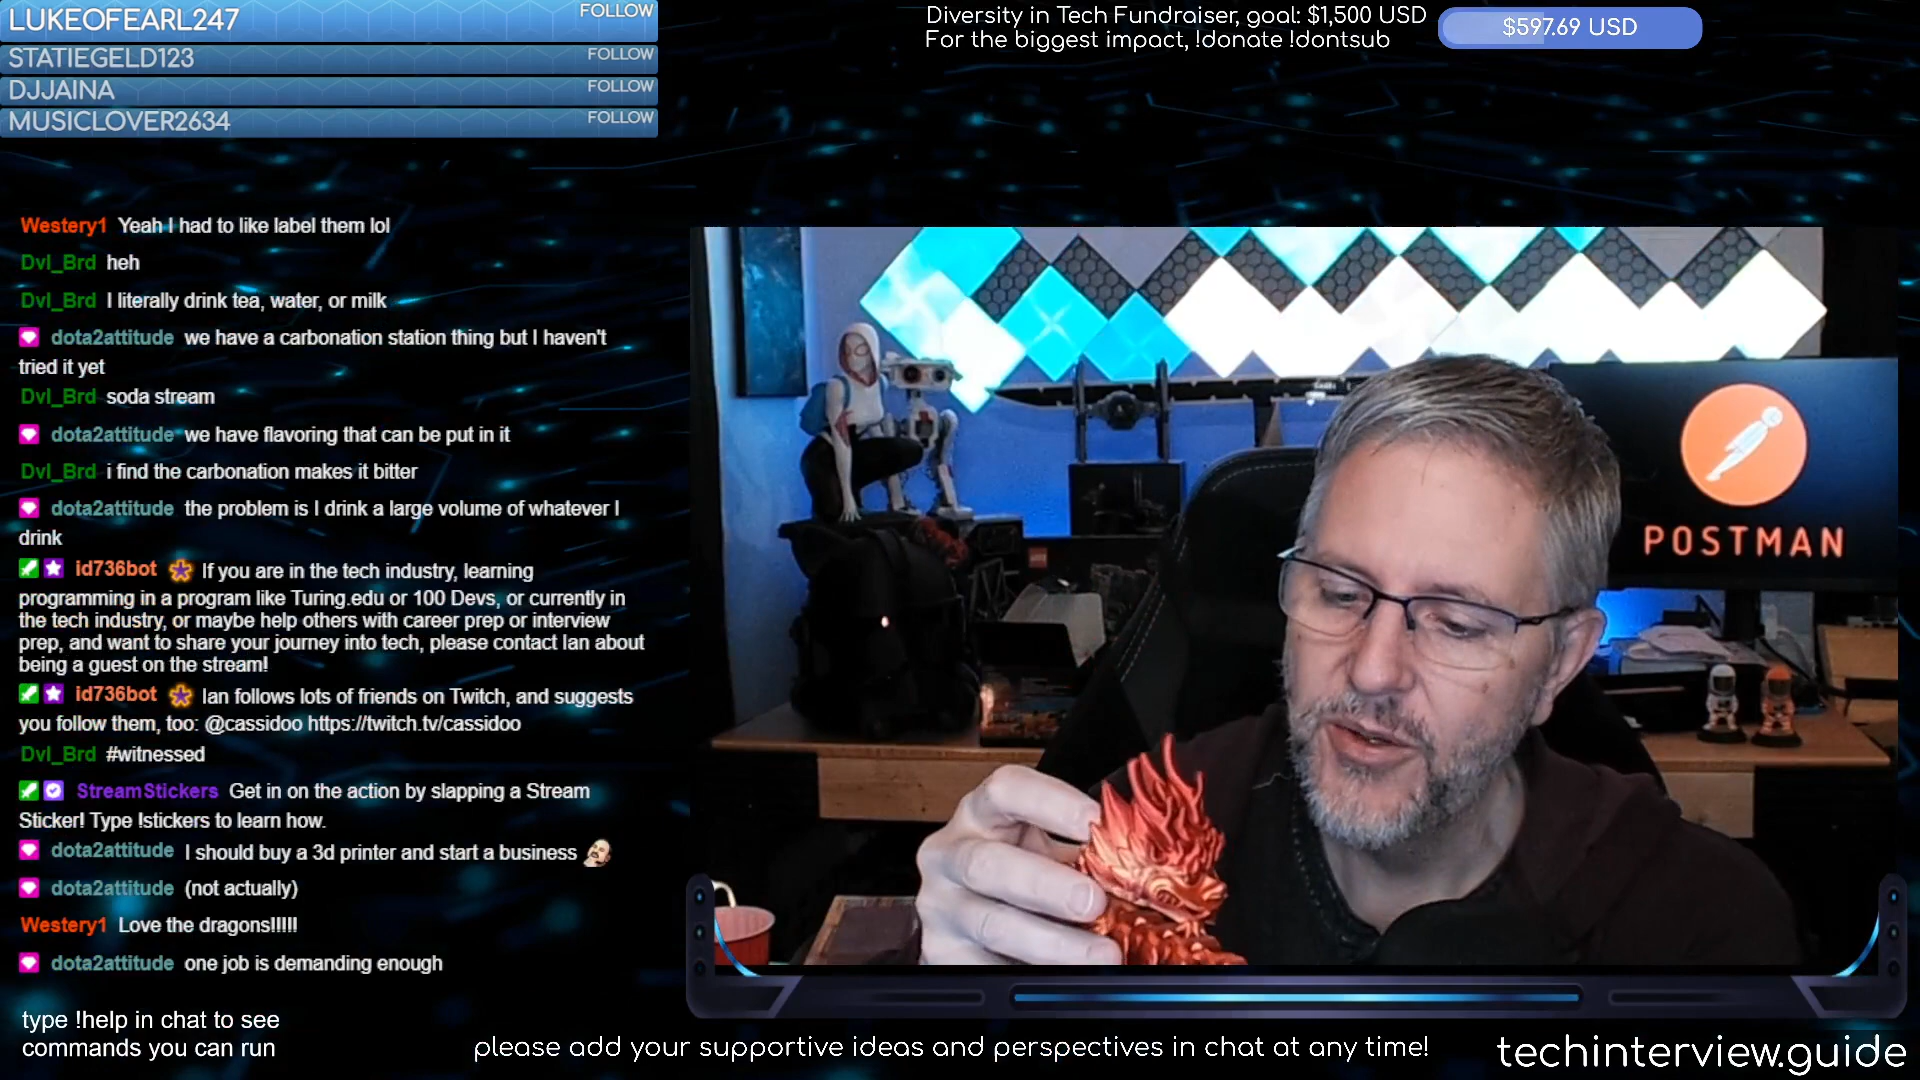 LUKEOFEARL247 FOLLOW
STATIEGELD123 FOLLOW
DJJAINA FOLLOW
MUSICLOVER2634 FOLLOW
Diversity in Tech Fundraiser, goal: $1,500 USD
For the biggest impact, !donate !dontsub
$597.69 USD
Westery1 Yeah I had to like label them lol
Dvl_Brd heh
Dvl_Brd I literally drink tea, water, or milk
dota2attitude we have a carbonation station thing but I haven't
tried it yet
Dvl_Brd soda stream
dota2attitude we have flavoring that can be put in it
Dvl_Brd i find the carbonation makes it bitter
dota2attitude the problem is I drink a large volume of whatever I
drink
id736bot If you are in the tech industry, learning
programming in a program like Turing.edu or 100 Devs, or currently in
the tech industry, or maybe help others with career prep or interview
prep, and want to share your journey into tech, please contact Ian about
being a guest on the stream!
id736bot Ian follows lots of friends on Twitch, and suggests
you follow them, too: @cassidoo https://twitch.tv/cassidoo
Dvl_Brd #witnessed
StreamStickers Get in on the action by slapping a Stream
Sticker! Type !stickers to learn how.
dota2attitude I should buy a 3d printer and start a business
dota2attitude (not actually)
Westery1 Love the dragons!!!!!
dota2attitude one job is demanding enough
POSTMAN
type !help in chat to see
commands you can run
please add your supportive ideas and perspectives in chat at any time!
techinterview.guide